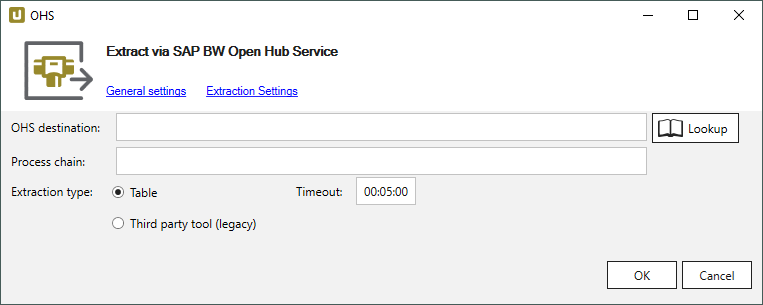 OHS
Extract via SAP BW Open Hub Service
General settings Extraction Settings
OHS destination: Lookup
Process chain:
Extraction type: Table Timeout: 00:05:00
Third party tool (legacy)
OK Cancel